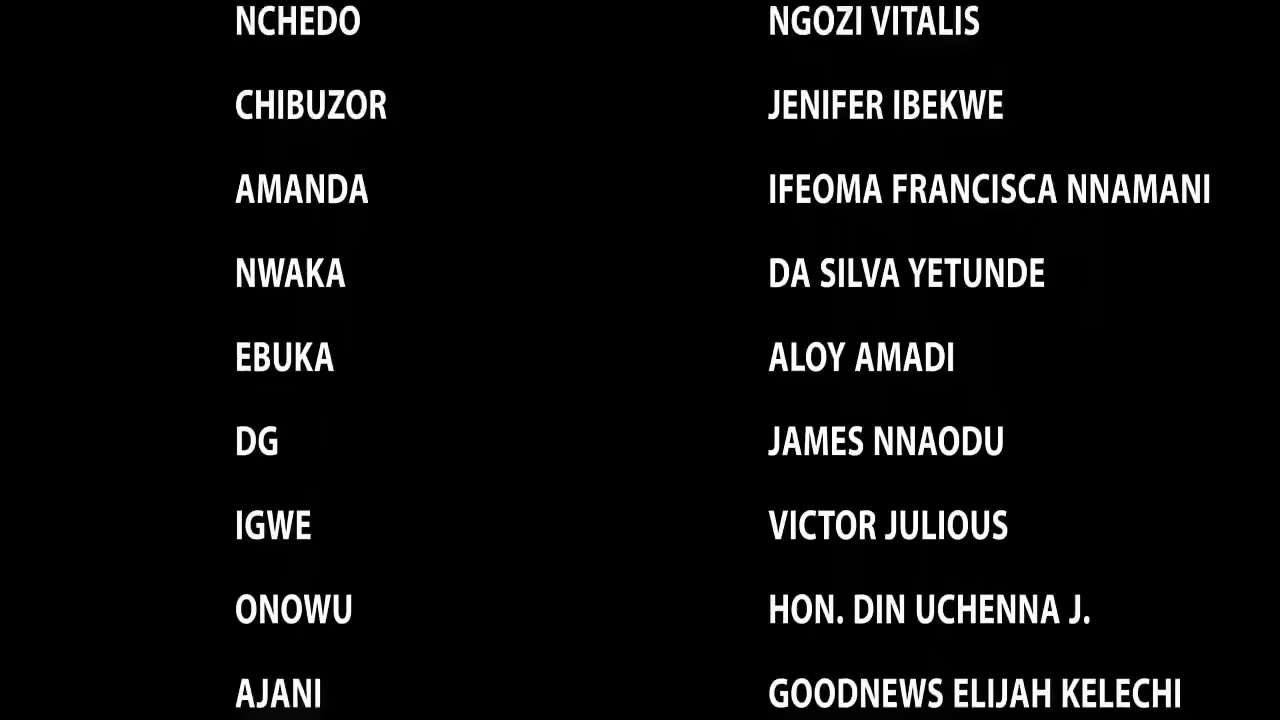 NCHEDO NGOZI VITALIS
CHIBUZOR JENIFER IBEKWE
AMANDA IFEOMA FRANCISCA NNAMANI
NWAKA DA SILVA YETUNDE
EBUKA ALOY AMADI
DG JAMES NNAODU
IGWE VICTOR JULIOUS
ONOWU HON. DIN UCHENNA J.
AJANI GOODNEWS ELIJAH KELECHI